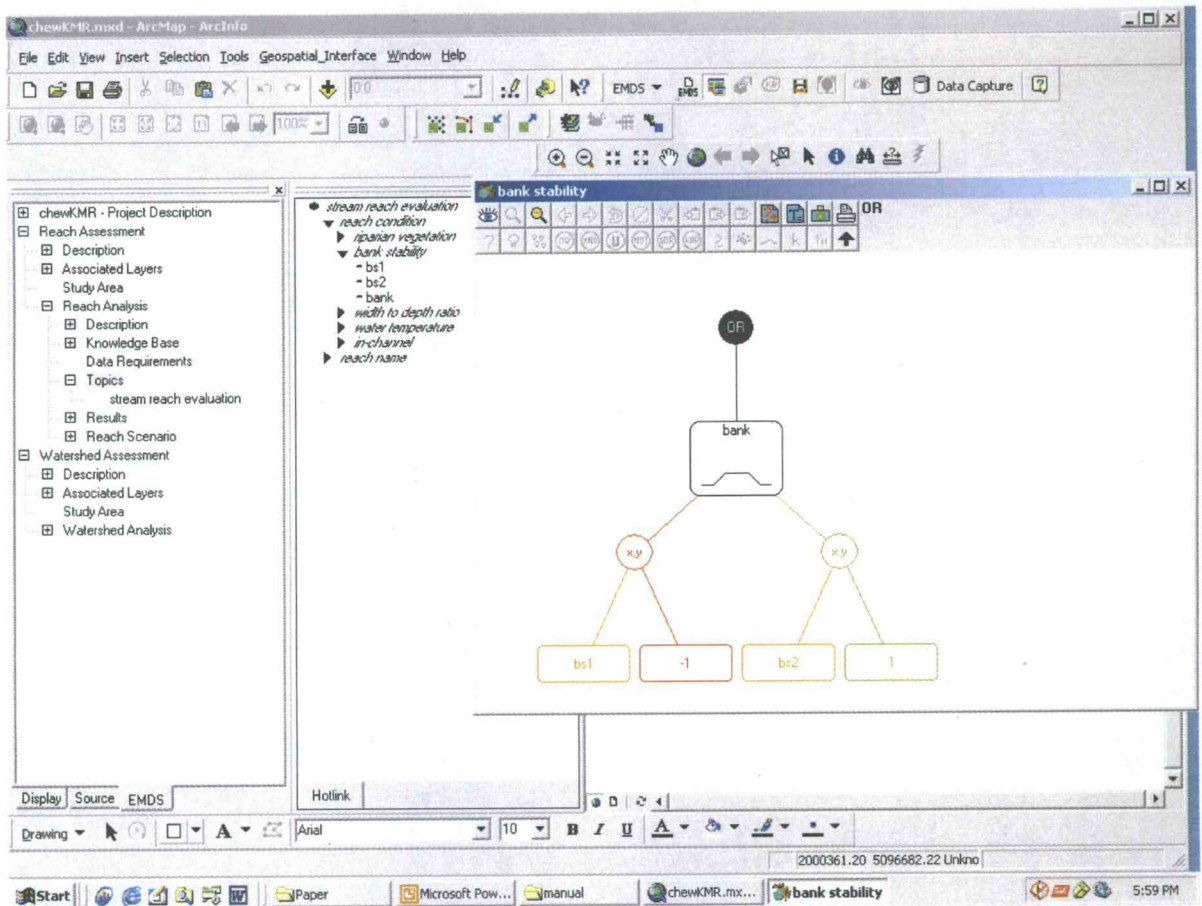 chewKMR.mxd - ArcMap - ArcInfo
File Edit View Insert Selection Tools Geospatial_Interface Window Help
0:0
EMDS
EMDS
Data Capture
100%
chewKMR - Project Description
Reach Assessment
Description
Associated Layers
Study Area
Reach Analysis
Description
Knowledge Base
Data Requirements
Topics
stream reach evaluation
Results
Reach Scenario
Watershed Assessment
Description
Associated Layers
Study Area
Watershed Analysis
Display Source EMDS
stream reach evaluation
reach condition
riparian vegetation
bank stability
bs1
bs2
bank
width to depth ratio
water temperature
in-channel
reach name
Hotlink
bank stability
OR
OR
bank
x,y x,y
bs1 -1 bs2 1
Drawing A Arial 10 B I U A
2000361.20 5096682.22 Unkno
Start Paper Microsoft Pow... manual chewKMR.mx... bank stability 5:59 PM